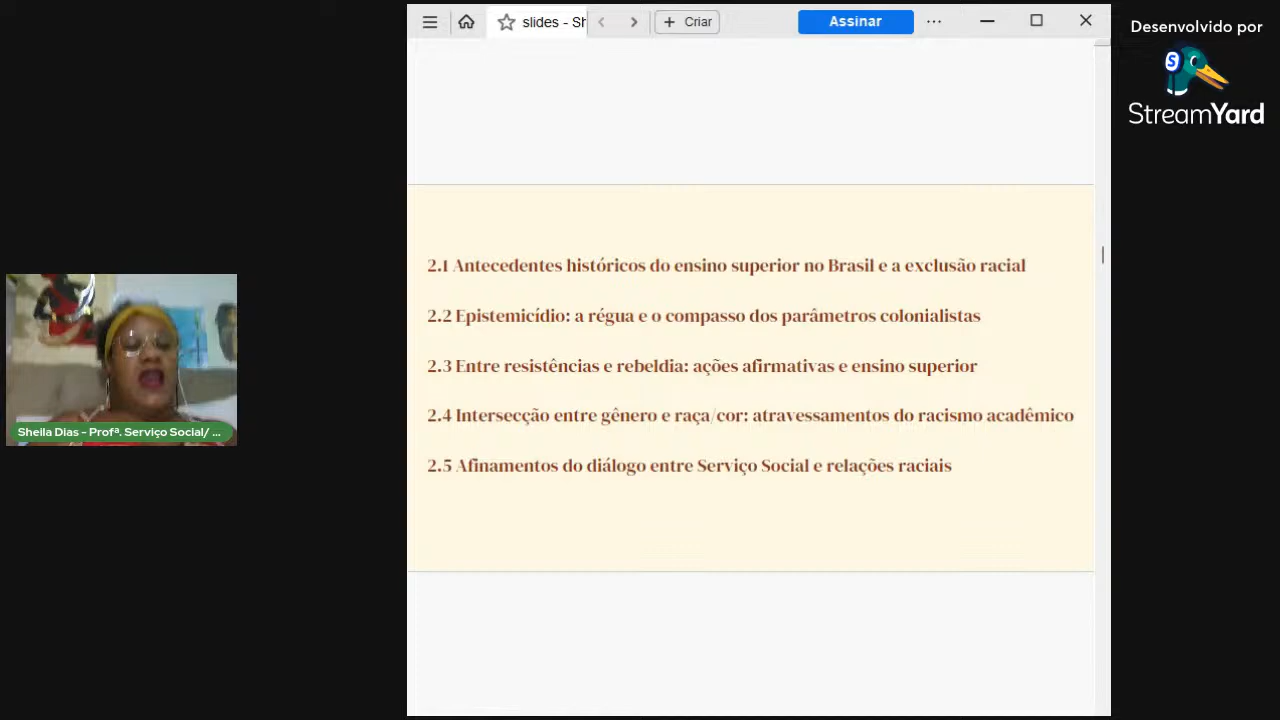 slides - Sh
+ Criar
Assinar
Desenvolvido por
StreamYard
2.1 Antecedentes históricos do ensino superior no Brasil e a exclusão racial
2.2 Epistemicídio: a régua e o compasso dos parâmetros colonialistas
2.3 Entre resistências e rebeldia: ações afirmativas e ensino superior
2.4 Intersecção entre gênero e raça/cor: atravessamentos do racismo acadêmico
2.5 Afinamentos do diálogo entre Serviço Social e relações raciais
Sheila Dias - Profª. Serviço Social/ ...